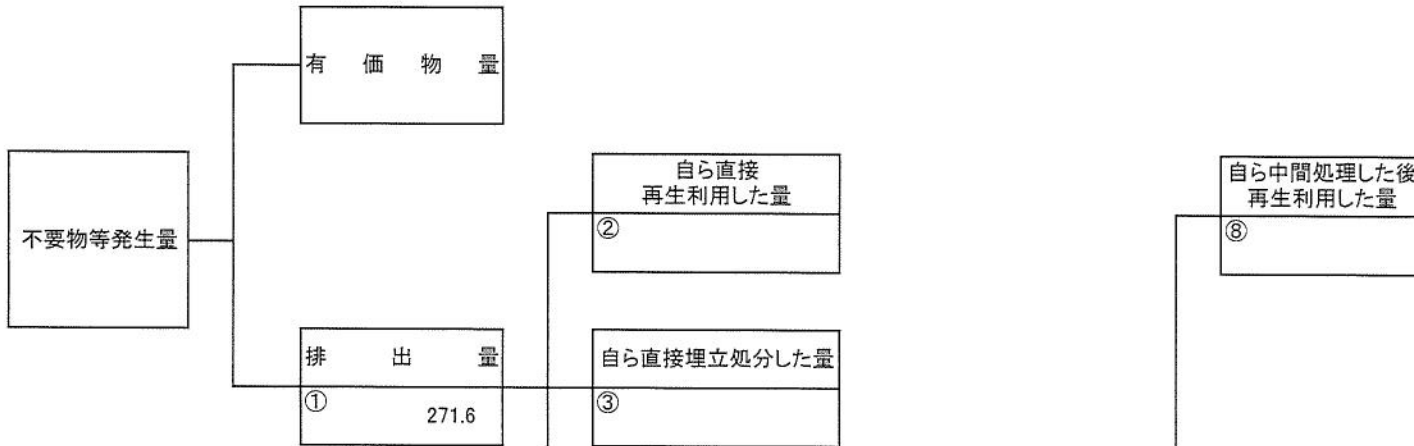 有価物量
自ら直接
再生利用した量
②
自ら中間処理した後
再生利用した量
⑧
不要物等発生量
排出量
①
271.6
自ら直接埋立処分した量
③